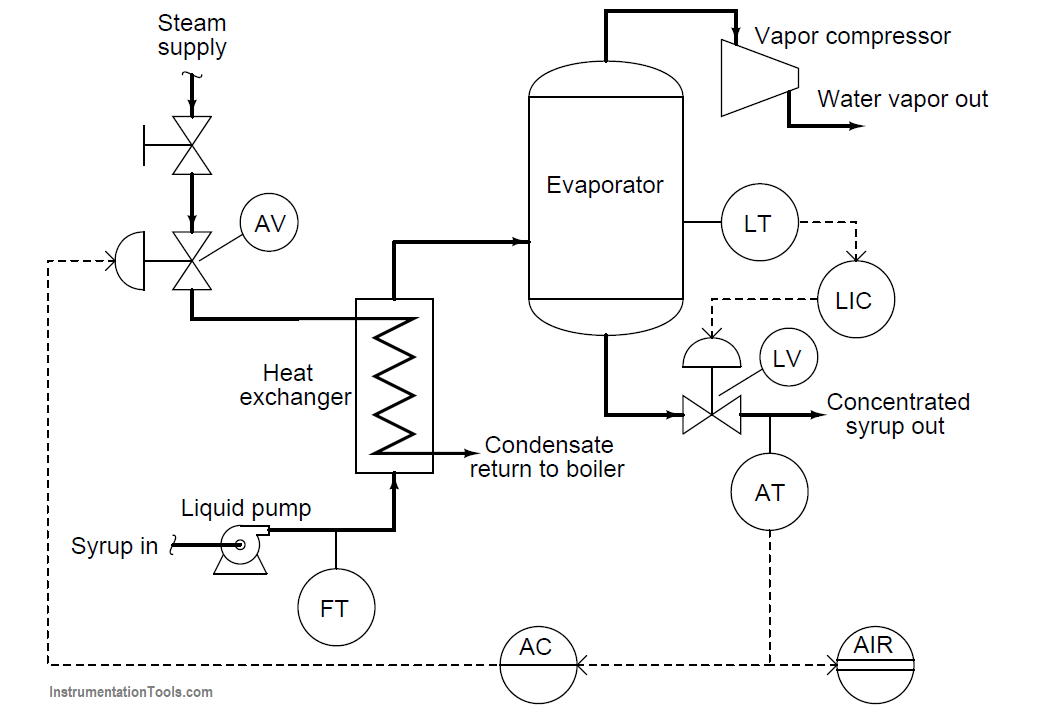 Steam
supply
Vapor compressor
Water vapor out
Evaporator
AV
LT
LIC
LV
Heat
exchanger
Concentrated
syrup out
Condensate
return to boiler
AT
Liquid pump
Syrup in
FT
AC
AIR
InstrumentationTools.com